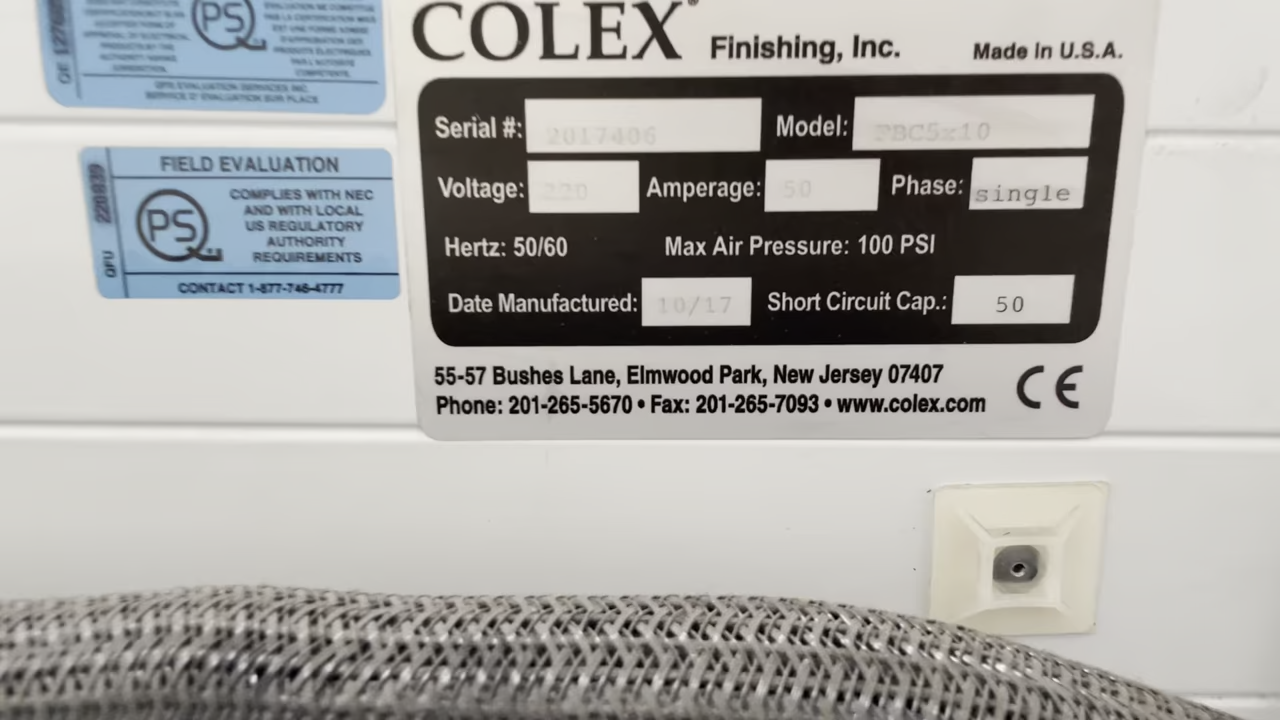 COLEX® Finishing, Inc. Made In U.S.A.
Serial #: 2017406 Model: FBC5x10
Voltage: 220 Amperage: 50 Phase: single
Hertz: 50/60 Max Air Pressure: 100 PSI
Date Manufactured: 10/17 Short Circuit Cap.: 50
55-57 Bushes Lane, Elmwood Park, New Jersey 07407
Phone: 201-265-5670 • Fax: 201-265-7093 • www.colex.com
CE
PS
QPS EVALUATION SERVICES INC.
SERVICE D'EVALUATION SUR PLACE
FIELD EVALUATION
220839
QFU
PS
COMPLIES WITH NEC
AND WITH LOCAL
US REGULATORY
AUTHORITY
REQUIREMENTS
CONTACT 1-877-746-4777